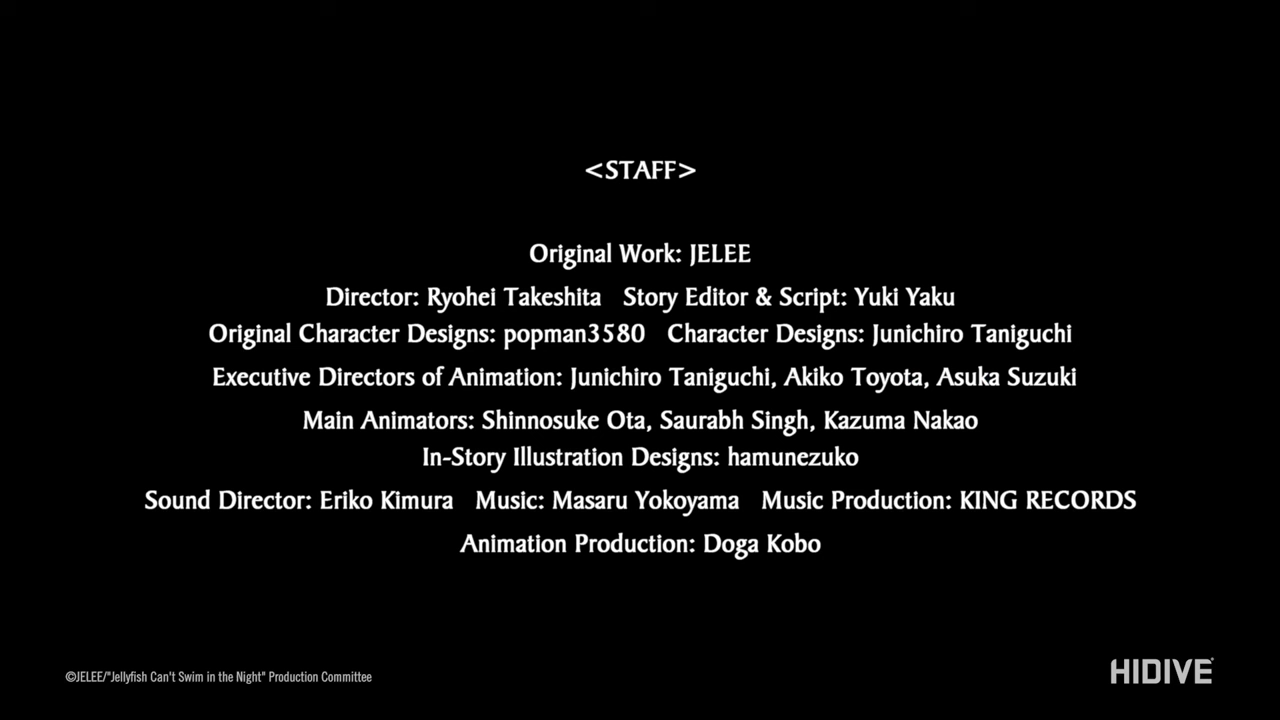 <STAFF>
Original Work: JELEE
Director: Ryohei Takeshita Story Editor & Script: Yuki Yaku
Original Character Designs: popman3580 Character Designs: Junichiro Taniguchi
Executive Directors of Animation: Junichiro Taniguchi, Akiko Toyota, Asuka Suzuki
Main Animators: Shinnosuke Ota, Saurabh Singh, Kazuma Nakao
In-Story Illustration Designs: hamunezuko
Sound Director: Eriko Kimura Music: Masaru Yokoyama Music Production: KING RECORDS
Animation Production: Doga Kobo
©JELEE/"Jellyfish Can't Swim in the Night" Production Committee
HIDIVE